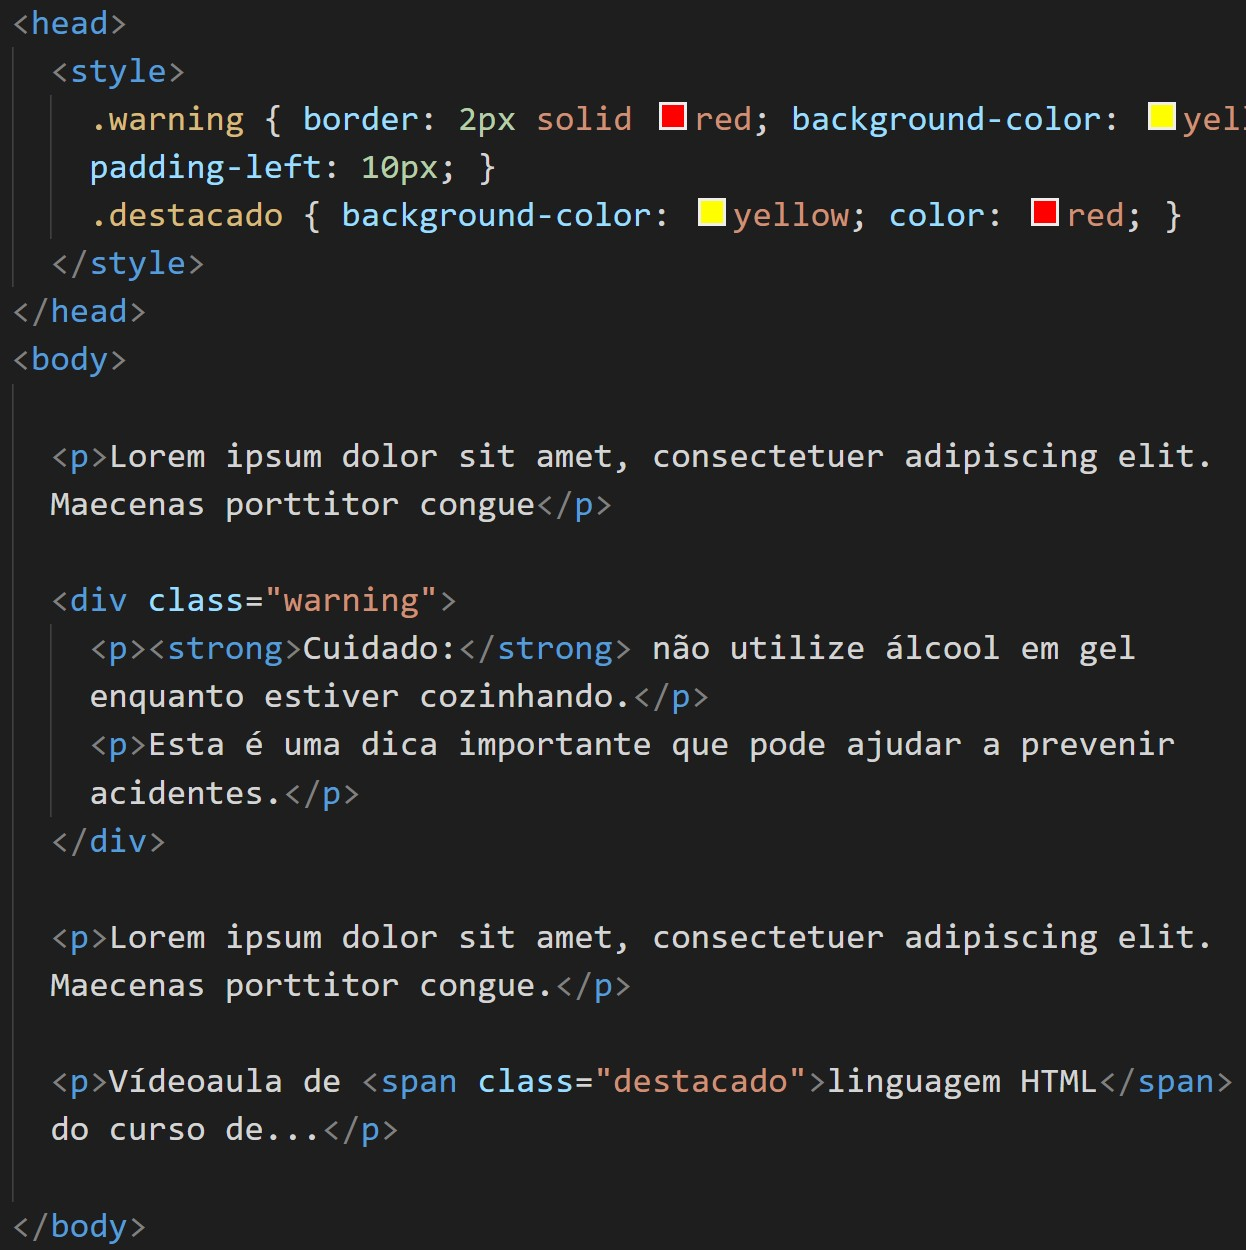 <head>
<style>
.warning { border: 2px solid red; background-color: yel
padding-left: 10px; }
.destacado { background-color: yellow; color: red; }
</style>
</head>
<body>
<p>Lorem ipsum dolor sit amet, consectetuer adipiscing elit.
Maecenas porttitor congue</p>
<div class="warning">
<p><strong>Cuidado:</strong> não utilize álcool em gel
enquanto estiver cozinhando.</p>
<p>Esta é uma dica importante que pode ajudar a prevenir
acidentes.</p>
</div>
<p>Lorem ipsum dolor sit amet, consectetuer adipiscing elit.
Maecenas porttitor congue.</p>
<p>Vídeoaula de <span class="destacado">linguagem HTML</span>
do curso de...</p>
</body>